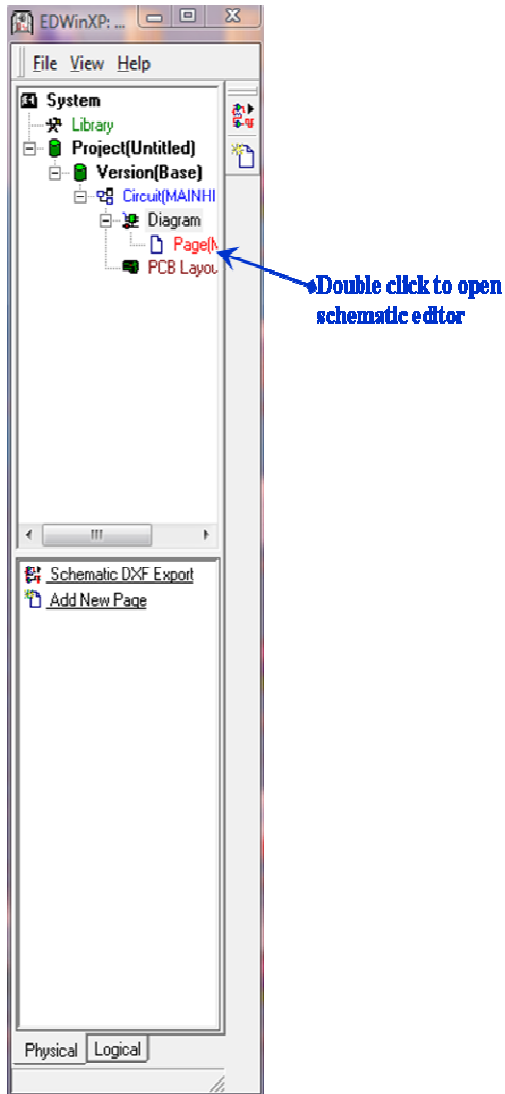 EDWinXP: ...
File View Help
System
Library
Project(Untitled)
Version(Base)
Circuit(MAINHI
Diagram
Page(M
PCB Layou
Double click to open
schematic editor
Schematic DXF Export
Add New Page
Physical Logical